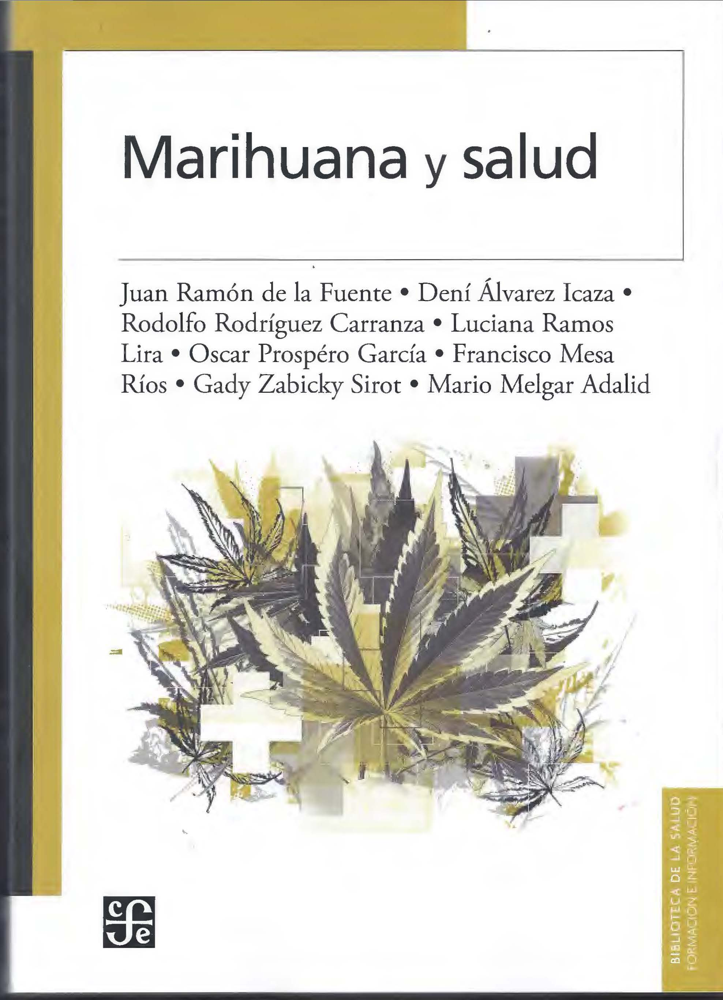 Marihuana y salud
Juan Ramón de la Fuente • Dení Álvarez Icaza •
Rodolfo Rodríguez Carranza • Luciana Ramos
Lira • Oscar Prospéro García • Francisco Mesa
Ríos • Gady Zabicky Sirot • Mario Melgar Adalid
BIBLIOTECA DE LA SALUD
FORMACIÓN E INFORMACIÓN
cfe